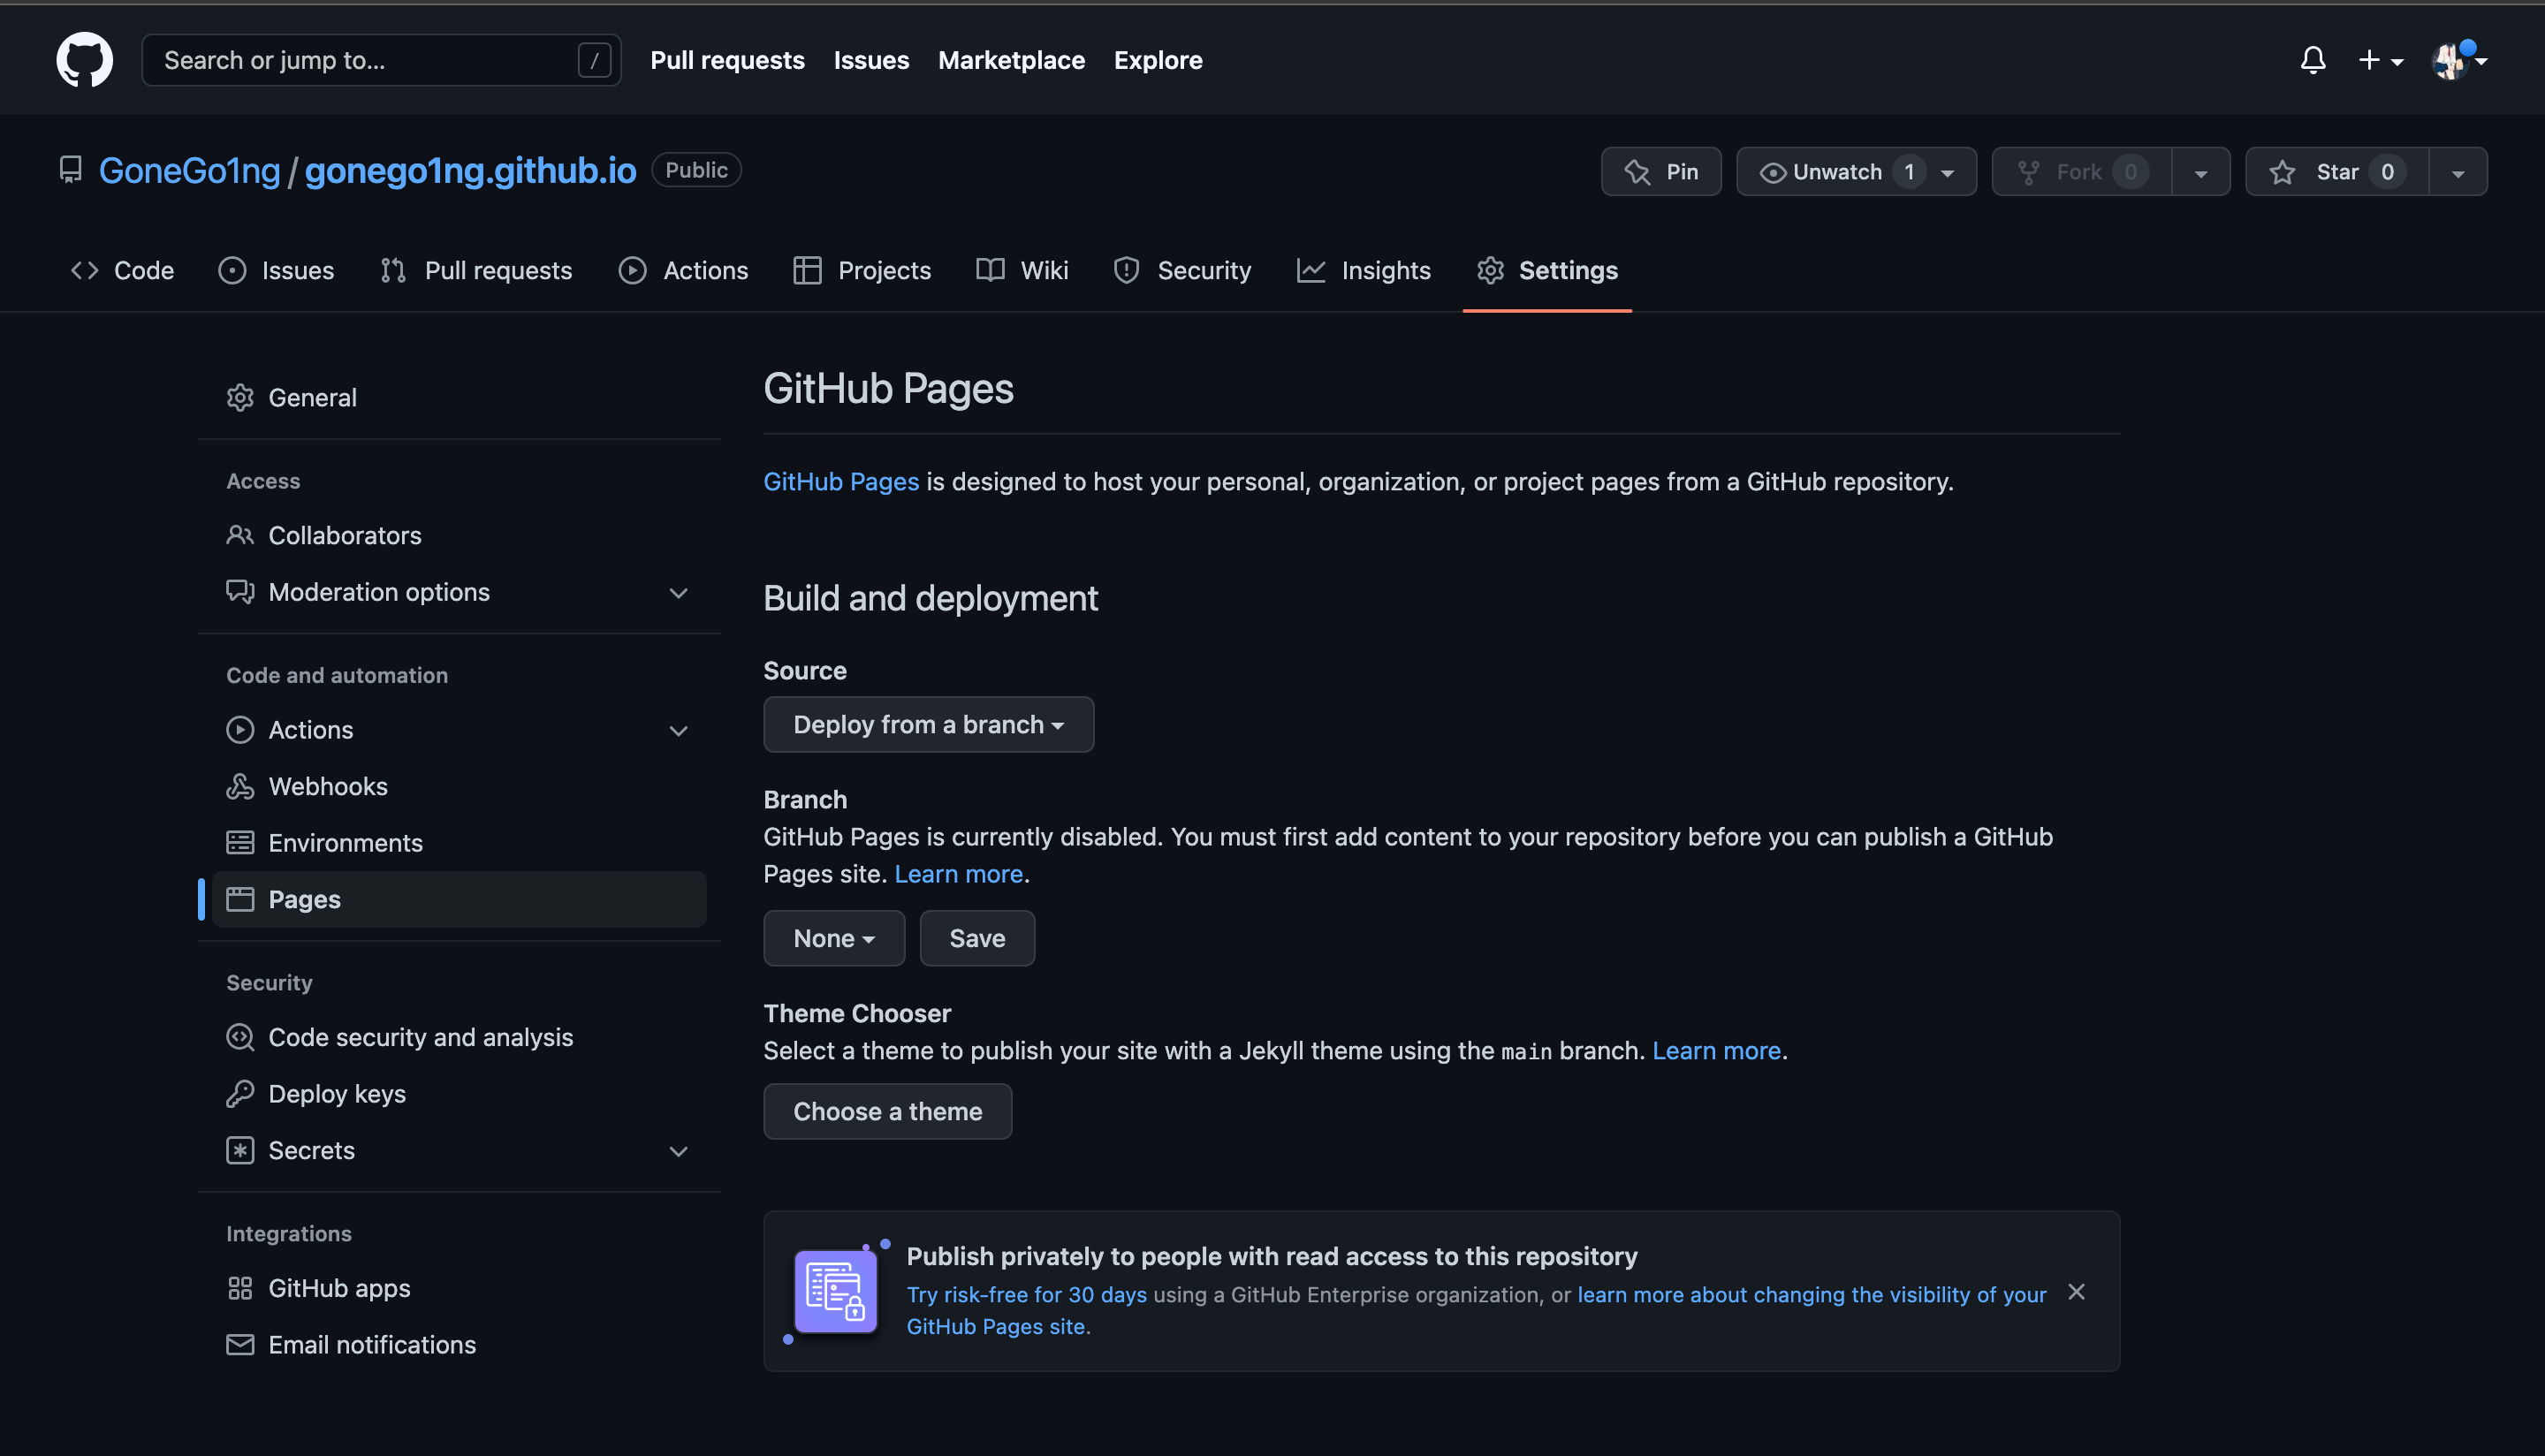 Search or jump to... /
Pull requests
Issues
Marketplace
Explore
GoneGo1ng / gonego1ng.github.io Public
Pin
Unwatch 1
Fork 0
Star 0
Code
Issues
Pull requests
Actions
Projects
Wiki
Security
Insights
Settings
General
Access
Collaborators
Moderation options
Code and automation
Actions
Webhooks
Environments
Pages
Security
Code security and analysis
Deploy keys
Secrets
Integrations
GitHub apps
Email notifications
GitHub Pages
GitHub Pages is designed to host your personal, organization, or project pages from a GitHub repository.
Build and deployment
Source
Deploy from a branch
Branch
GitHub Pages is currently disabled. You must first add content to your repository before you can publish a GitHub
Pages site. Learn more.
None
Save
Theme Chooser
Select a theme to publish your site with a Jekyll theme using the main branch. Learn more.
Choose a theme
Publish privately to people with read access to this repository
Try risk-free for 30 days using a GitHub Enterprise organization, or learn more about changing the visibility of your
GitHub Pages site.